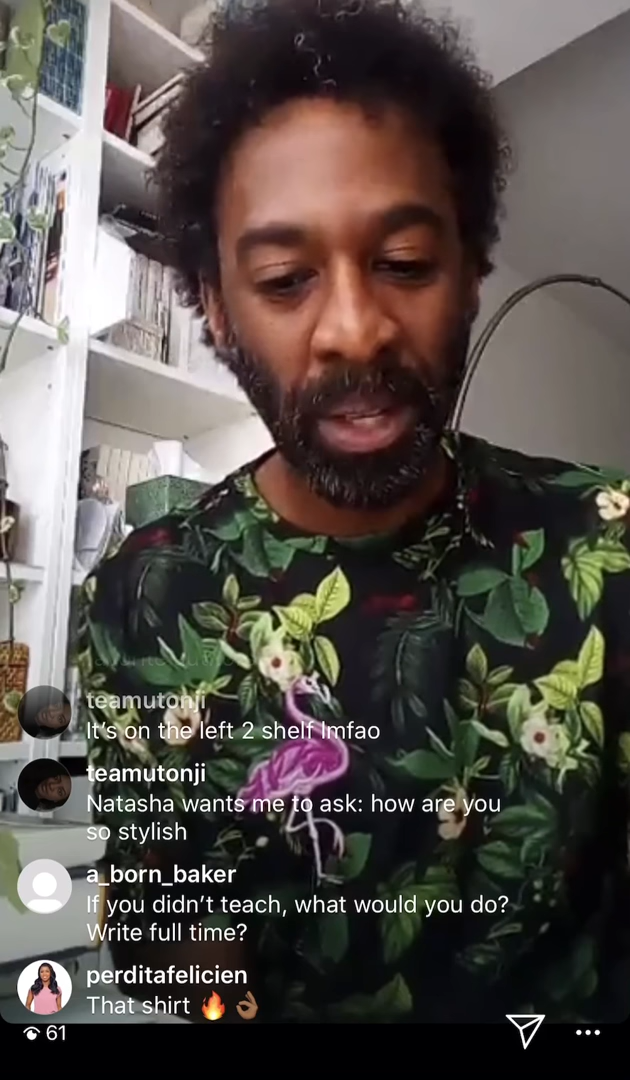 teamutonji
It’s on the left 2 shelf lmfao
teamutonji
Natasha wants me to ask: how are you
so stylish
a_born_baker
If you didn’t teach, what would you do?
Write full time?
perditafelicien
That shirt 🔥 👌🏽
61